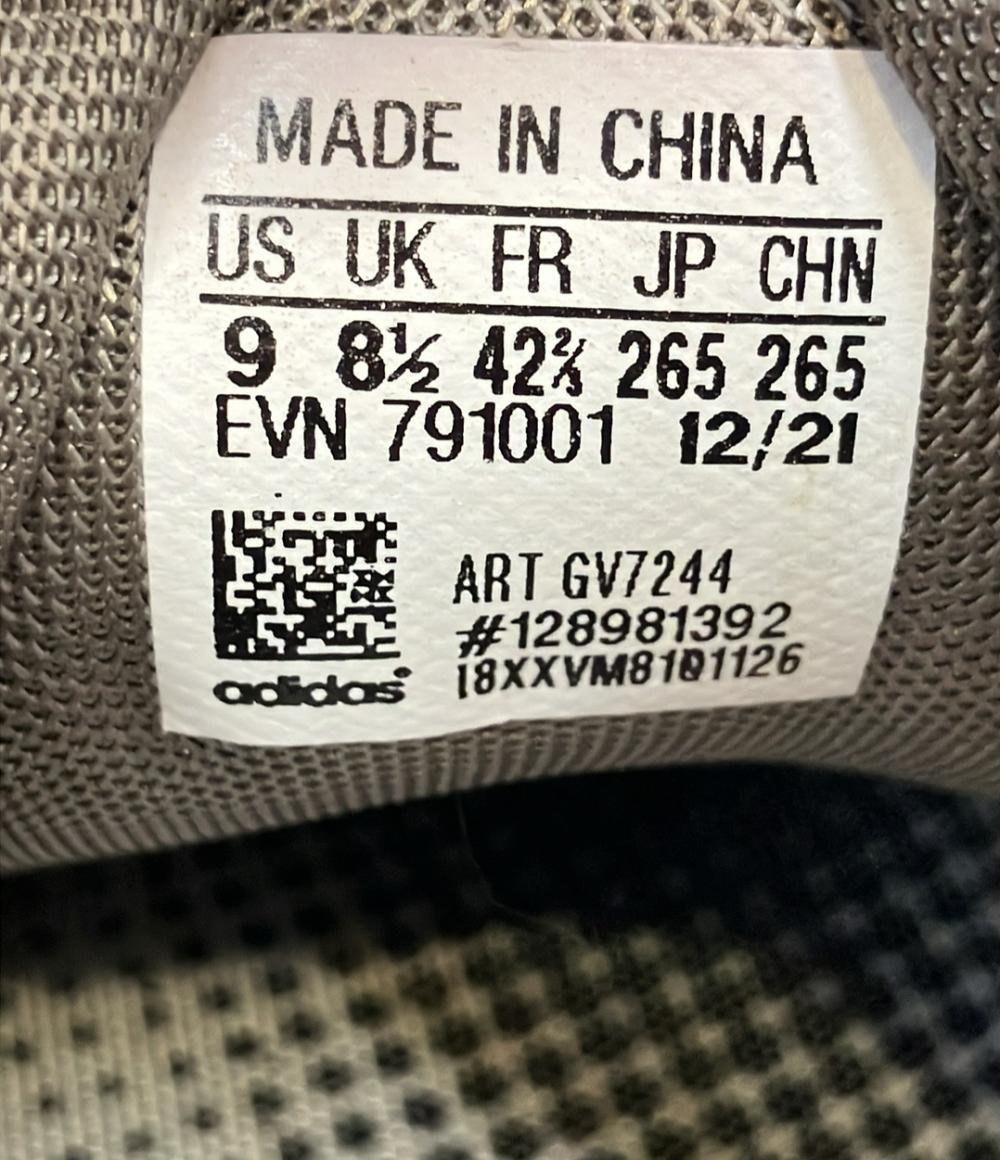 MADE IN CHINA
US UK FR JP CHN
9 8½ 42⅔ 265 265
EVN 791001 12/21
ART GV7244
#128981392
adidas